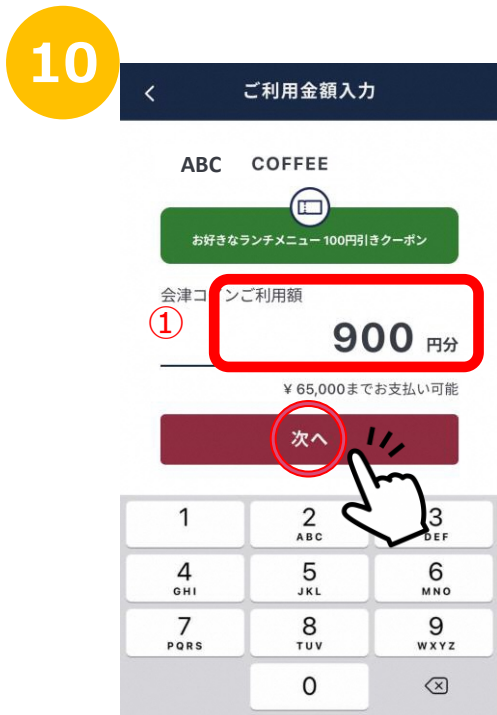 10
ご利用金額入力
ABC COFFEE
お好きなランチメニュー 100円引きクーポン
会津コインご利用額
①
900 円分
¥ 65,000までお支払い可能
次へ
1 2 3
ABC DEF
4 5 6
GHI JKL MNO
7 8 9
PQRS TUV WXYZ
0